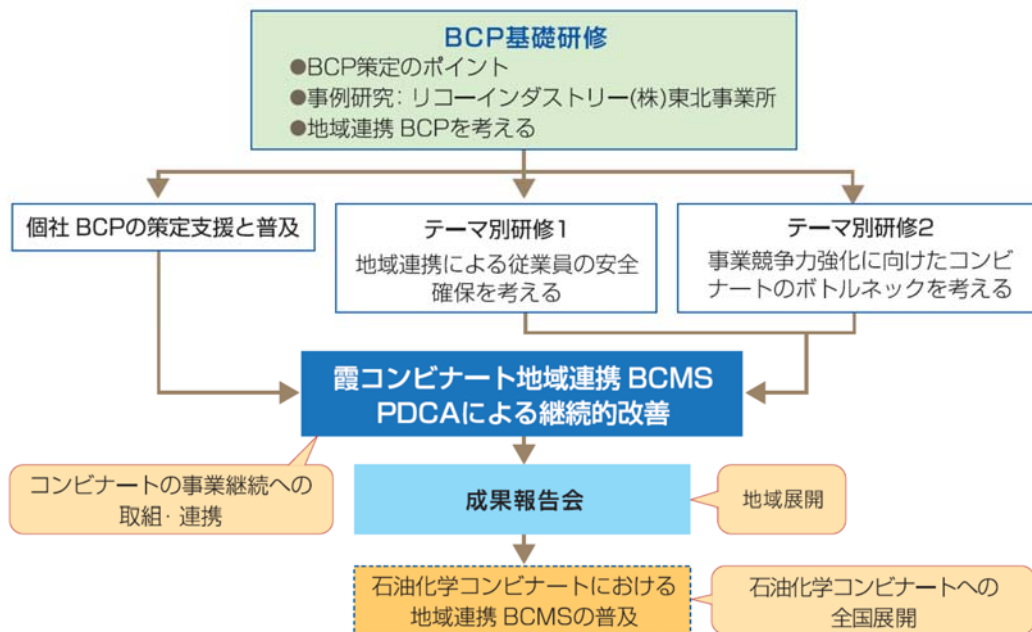 BCP基礎研修
●BCP策定のポイント
●事例研究：リコーインダストリー(株)東北事業所
●地域連携 BCPを考える
個社 BCPの策定支援と普及
テーマ別研修1
地域連携による従業員の安全
確保を考える
テーマ別研修2
事業競争力強化に向けたコンビ
ナートのボトルネックを考える
霞コンビナート地域連携 BCMS
PDCAによる継続的改善
コンビナートの事業継続への
取組・連携
成果報告会
地域展開
石油化学コンビナートにおける
地域連携 BCMSの普及
石油化学コンビナートへの
全国展開